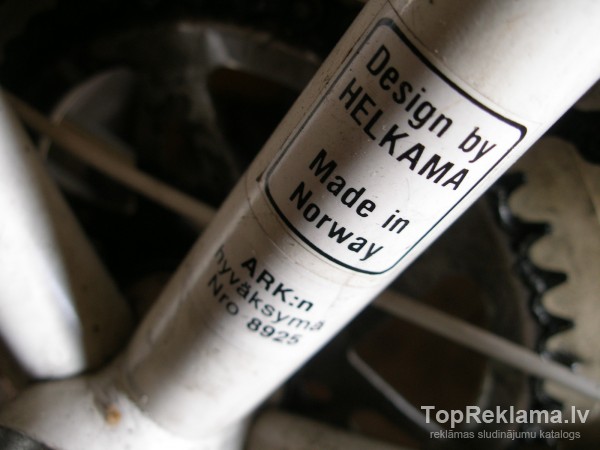 Design by
HELKAMA
Made in
Norway
ARK:n
hyväksymä
Nro 8925
TopReklama.lv
reklāmas sludinājumu katalogs